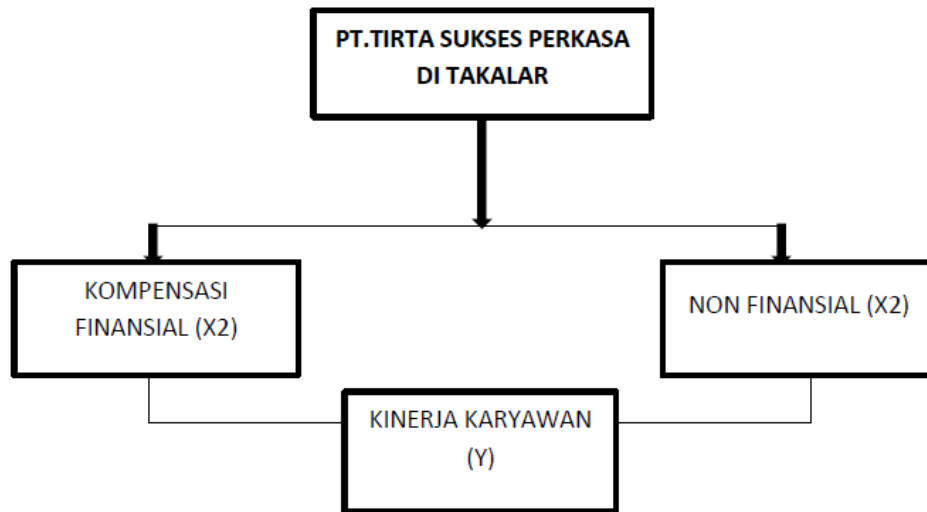 PT.TIRTA SUKSES PERKASA
DI TAKALAR
KOMPENSASI
FINANSIAL (X2)
NON FINANSIAL (X2)
KINERJA KARYAWAN
(Y)